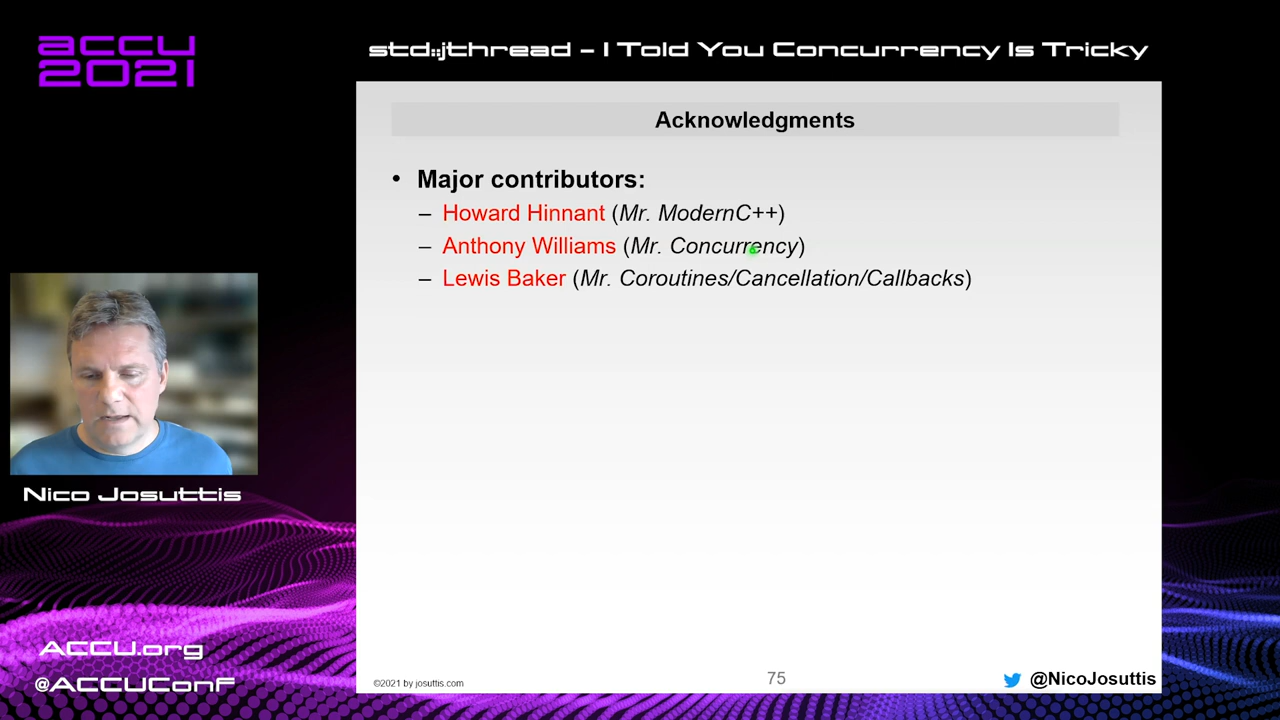 accu
2021
std::jthread – I Told You Concurrency Is Tricky
Acknowledgments
• Major contributors:
– Howard Hinnant (Mr. ModernC++)
– Anthony Williams (Mr. Concurrency)
– Lewis Baker (Mr. Coroutines/Cancellation/Callbacks)
Nico Josuttis
ACCU.org
@ACCUConf
©2021 by josuttis.com
75
@NicoJosuttis